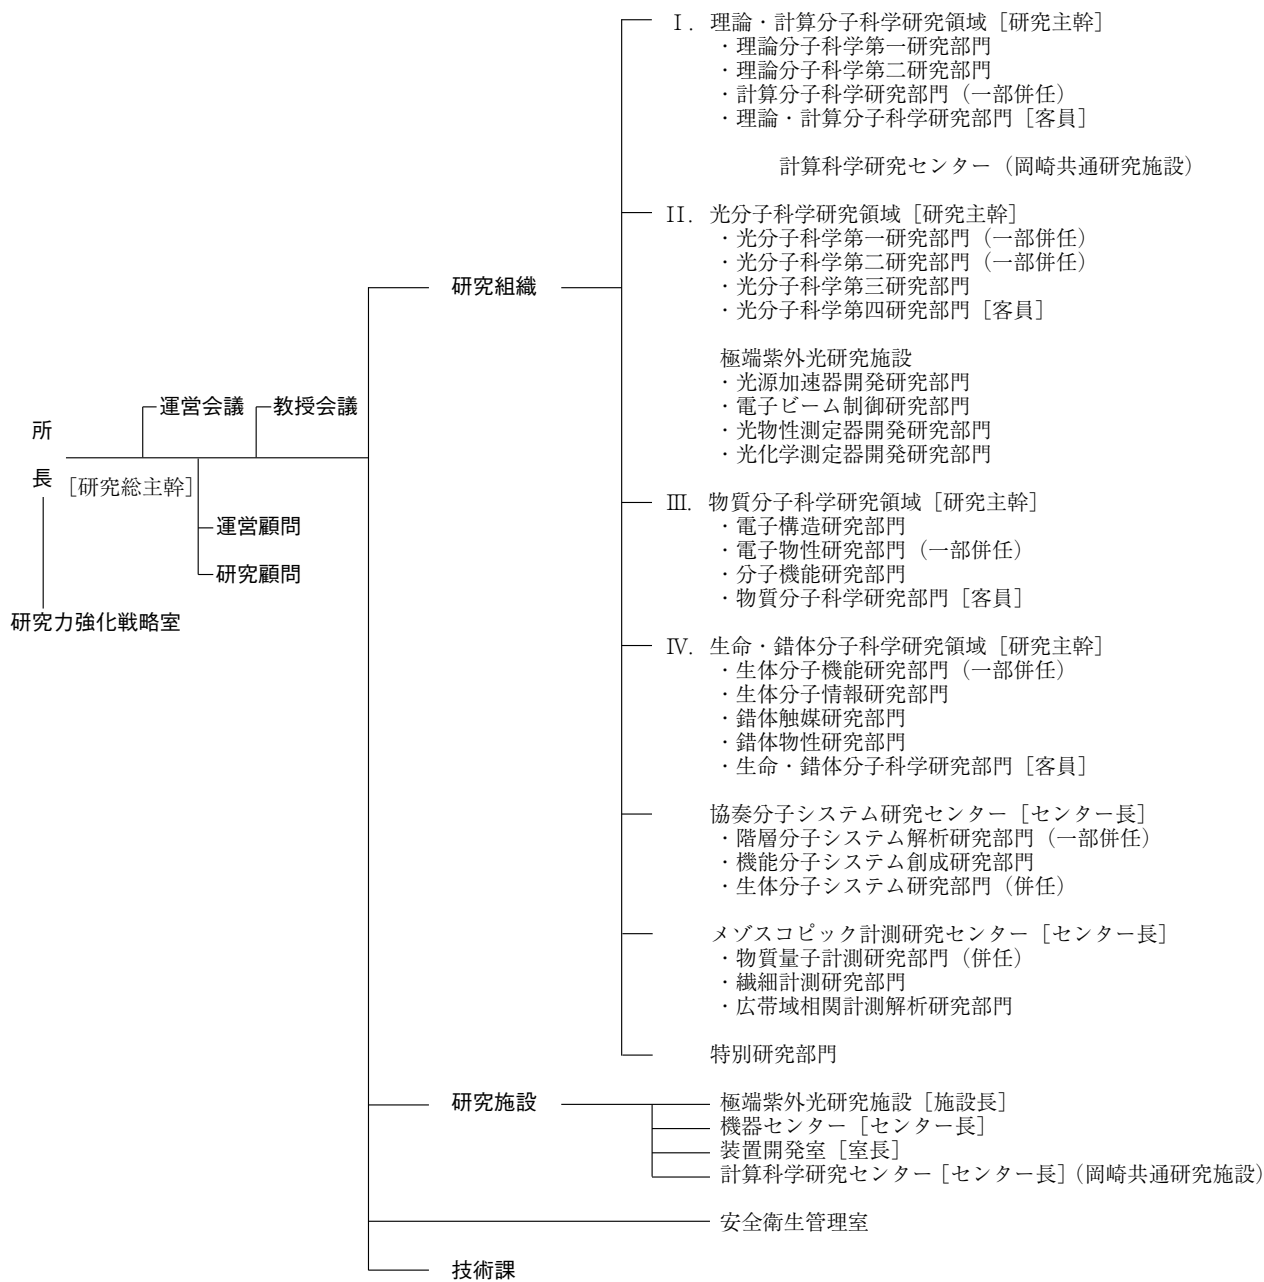 所
長
[研究総主幹]
運営会議
教授会議
運営顧問
研究顧問
研究力強化戦略室
研究組織
Ⅰ. 理論・計算分子科学研究領域[研究主幹]
・理論分子科学第一研究部門
・理論分子科学第二研究部門
・計算分子科学研究部門(一部併任)
・理論・計算分子科学研究部門[客員]
計算科学研究センター(岡崎共通研究施設)
Ⅱ. 光分子科学研究領域[研究主幹]
・光分子科学第一研究部門(一部併任)
・光分子科学第二研究部門(一部併任)
・光分子科学第三研究部門
・光分子科学第四研究部門[客員]
極端紫外光研究施設
・光源加速器開発研究部門
・電子ビーム制御研究部門
・光物性測定器開発研究部門
・光化学測定器開発研究部門
Ⅲ. 物質分子科学研究領域[研究主幹]
・電子構造研究部門
・電子物性研究部門(一部併任)
・分子機能研究部門
・物質分子科学研究部門[客員]
Ⅳ. 生命・錯体分子科学研究領域[研究主幹]
・生体分子機能研究部門(一部併任)
・生体分子情報研究部門
・錯体触媒研究部門
・錯体物性研究部門
・生命・錯体分子科学研究部門[客員]
協奏分子システム研究センター[センター長]
・階層分子システム解析研究部門(一部併任)
・機能分子システム創成研究部門
・生体分子システム研究部門(併任)
メゾスコピック計測研究センター[センター長]
・物質量子計測研究部門(併任)
・繊細計測研究部門
・広帯域相関計測解析研究部門
特別研究部門
研究施設
極端紫外光研究施設[施設長]
機器センター[センター長]
装置開発室[室長]
計算科学研究センター[センター長](岡崎共通研究施設)
安全衛生管理室
技術課